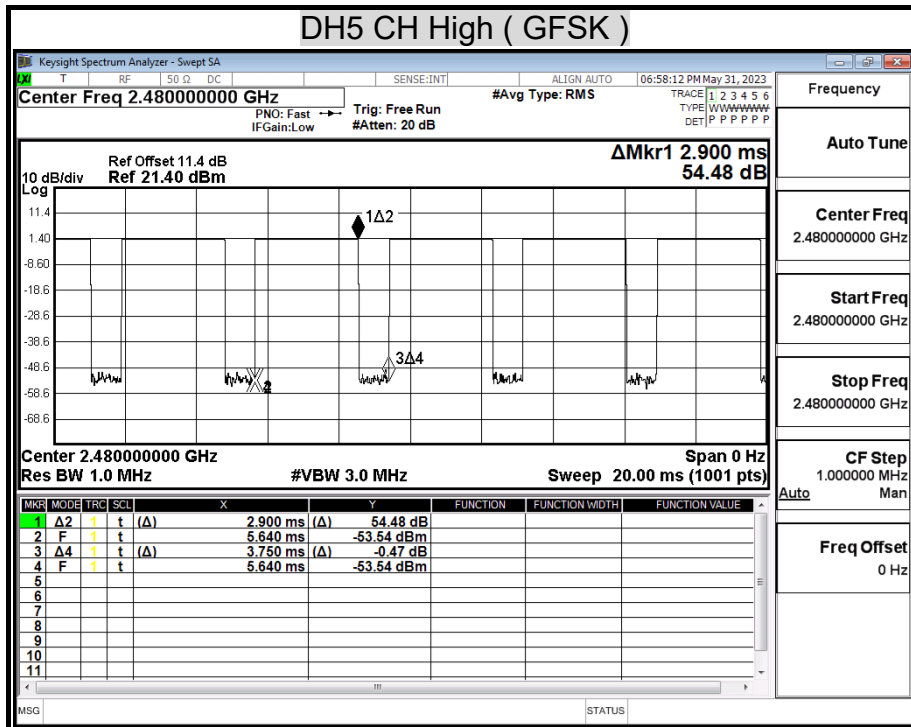 DH5 CH High ( GFSK )
Keysight Spectrum Analyzer - Swept SA
LXI T RF 50 Ω DC SENSE:INT ALIGN AUTO 06:58:12 PM May 31, 2023
Center Freq 2.480000000 GHz
PNO: Fast
IFGain:Low
Trig: Free Run
#Atten: 20 dB
#Avg Type: RMS
TRACE 1 2 3 4 5 6
TYPE WWWWWW
DET P P P P P P
ΔMkr1 2.900 ms
54.48 dB
Ref Offset 11.4 dB
10 dB/div Ref 21.40 dBm
Log
11.4
1.40
-8.60
-18.6
-28.6
-38.6
-48.6
-58.6
-68.6
1Δ2
3Δ4
2
Center 2.480000000 GHz Span 0 Hz
Res BW 1.0 MHz #VBW 3.0 MHz Sweep 20.00 ms (1001 pts)
MKR MODE TRC SCL X Y FUNCTION FUNCTION WIDTH FUNCTION VALUE
1 Δ2 1 t (Δ) 2.900 ms (Δ) 54.48 dB
2 F 1 t 5.640 ms -53.54 dBm
3 Δ4 1 t (Δ) 3.750 ms (Δ) -0.47 dB
4 F 1 t 5.640 ms -53.54 dBm
5
6
7
8
9
10
11
MSG STATUS
Frequency
Auto Tune
Center Freq
2.480000000 GHz
Start Freq
2.480000000 GHz
Stop Freq
2.480000000 GHz
CF Step
1.000000 MHz
Auto Man
Freq Offset
0 Hz